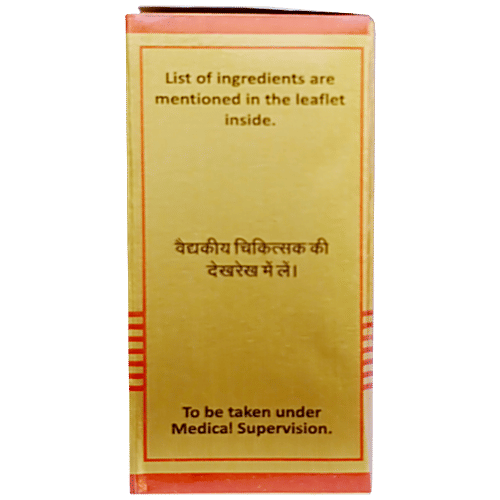 List of ingredients are
mentioned in the leaflet
inside.
वैद्यकीय चिकित्सक की
देखरेख में लें।
To be taken under
Medical Supervision.